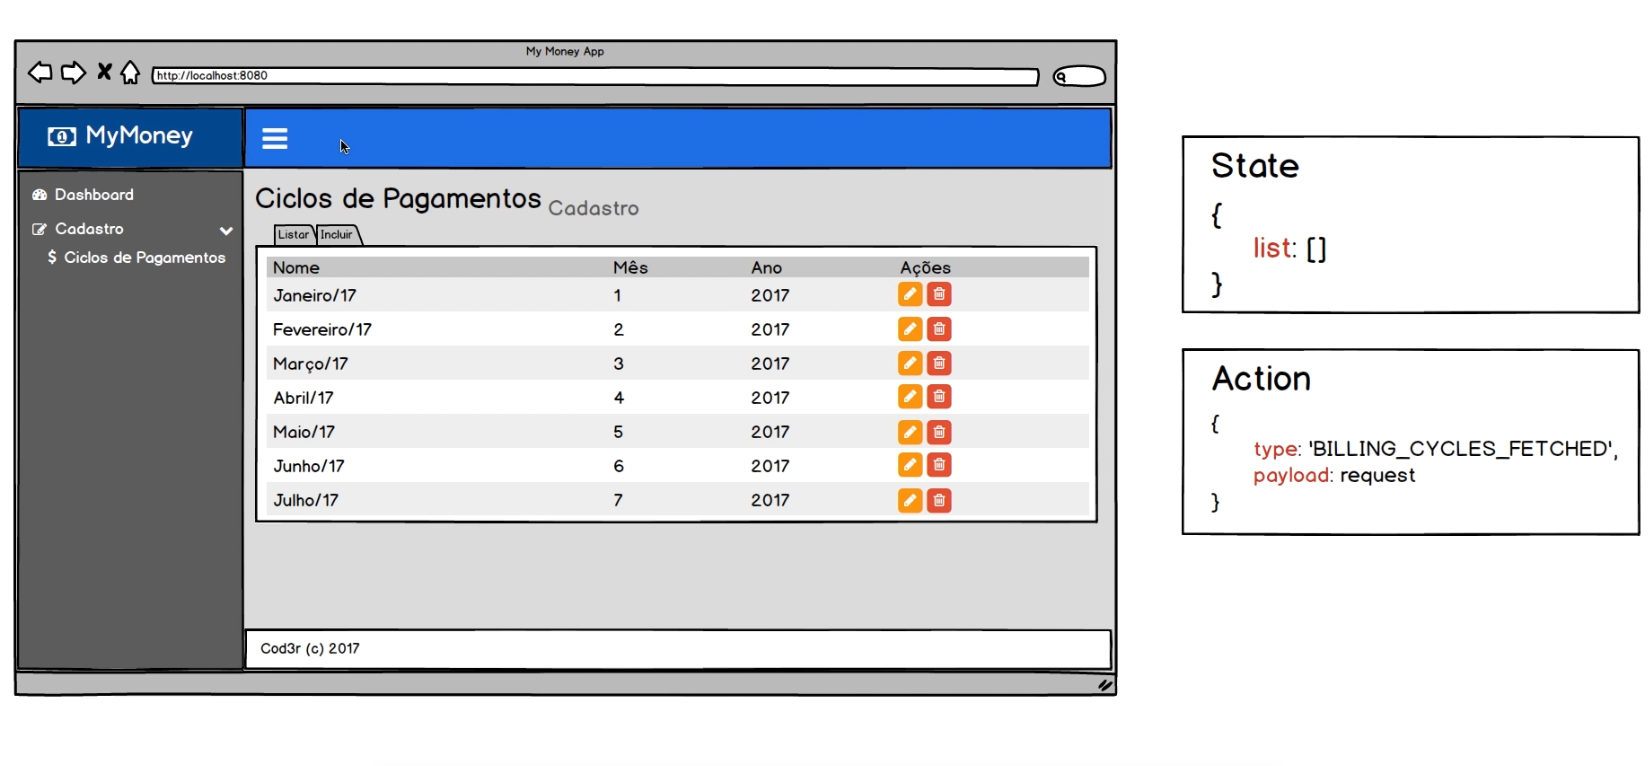 My Money App
http://localhost:8080
MyMoney
Dashboard
Cadastro
$ Ciclos de Pagamentos
Ciclos de Pagamentos Cadastro
Listar Incluir
Nome Mês Ano Ações
Janeiro/17 1 2017
Fevereiro/17 2 2017
Março/17 3 2017
Abril/17 4 2017
Maio/17 5 2017
Junho/17 6 2017
Julho/17 7 2017
Cod3r (c) 2017
State
{
list: []
}
Action
{
type: 'BILLING_CYCLES_FETCHED',
payload: request
}